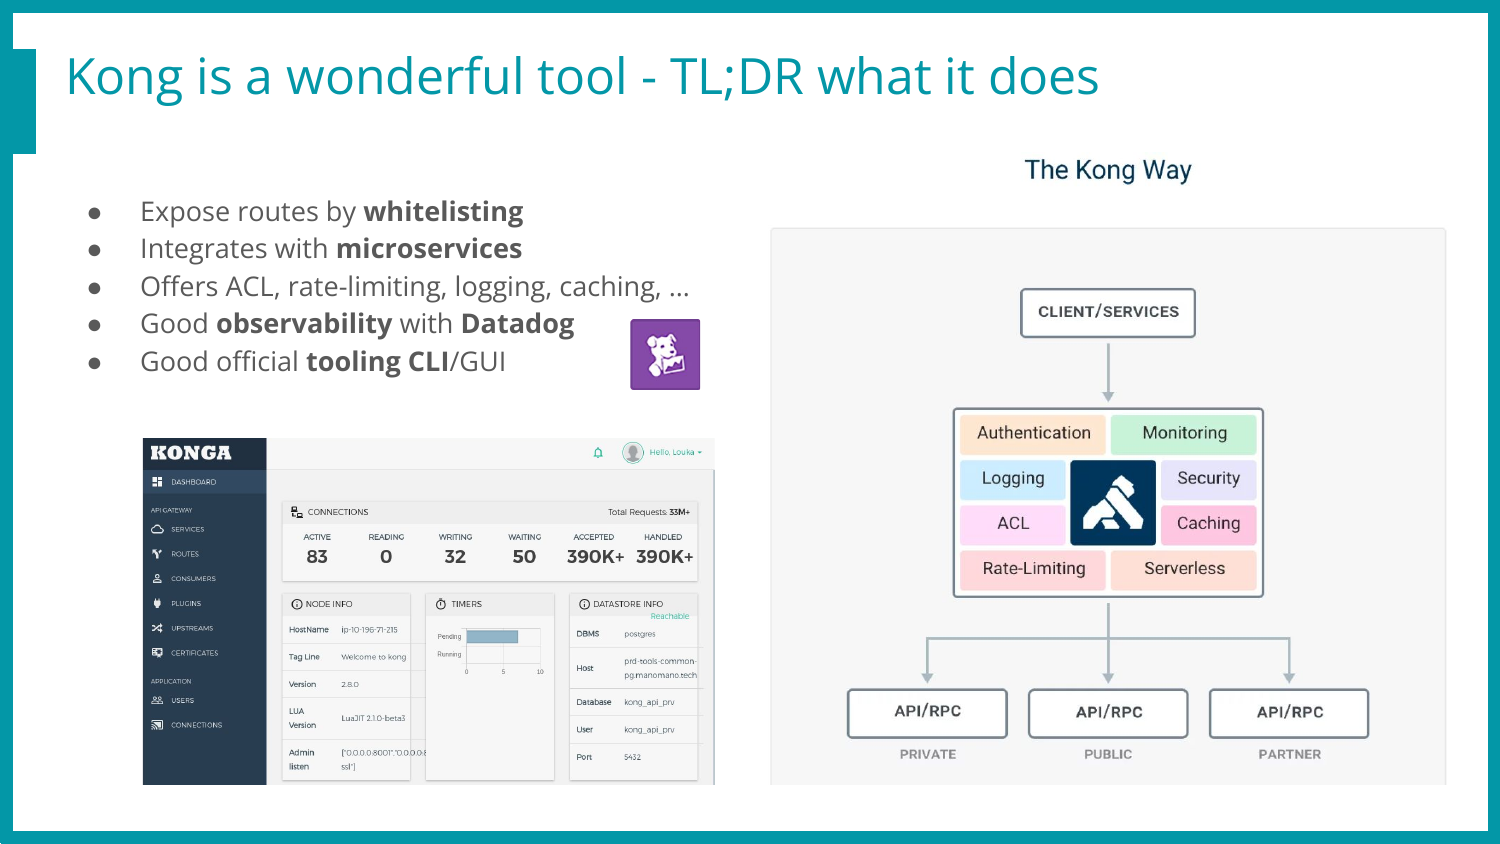 Kong is a wonderful tool - TL;DR what it does
● Expose routes by whitelisting
● Integrates with microservices
● Offers ACL, rate-limiting, logging, caching, ...
● Good observability with Datadog
● Good official tooling CLI/GUI
KONGA
Hello, Louka
DASHBOARD
API GATEWAY
SERVICES
ROUTES
CONSUMERS
PLUGINS
UPSTREAMS
CERTIFICATES
APPLICATION
USERS
CONNECTIONS
CONNECTIONS Total Requests: 33M+
ACTIVE READING WRITING WAITING ACCEPTED HANDLED
83 0 32 50 390K+ 390K+
NODE INFO
HostName ip-10-196-71-215
Tag Line Welcome to kong
Version 2.8.0
LUA
Version LuaJIT 2.1.0-beta3
Admin
listen ["0.0.0.0:8001","0.0.0.0:8
ssl"]
TIMERS
Pending
Running
0 5 10
DATASTORE INFO
Reachable
DBMS postgres
Host prd-tools-common-
pg.manomano.tech
Database kong_api_prv
User kong_api_prv
Port 5432
The Kong Way
CLIENT/SERVICES
Authentication Monitoring
Logging Security
ACL Caching
Rate-Limiting Serverless
API/RPC API/RPC API/RPC
PRIVATE PUBLIC PARTNER